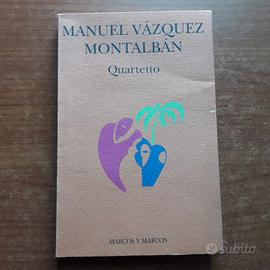 MANUEL VÁZQUEZ
MONTALBÁN
Quartetto
MARCOS Y MARCOS
subito